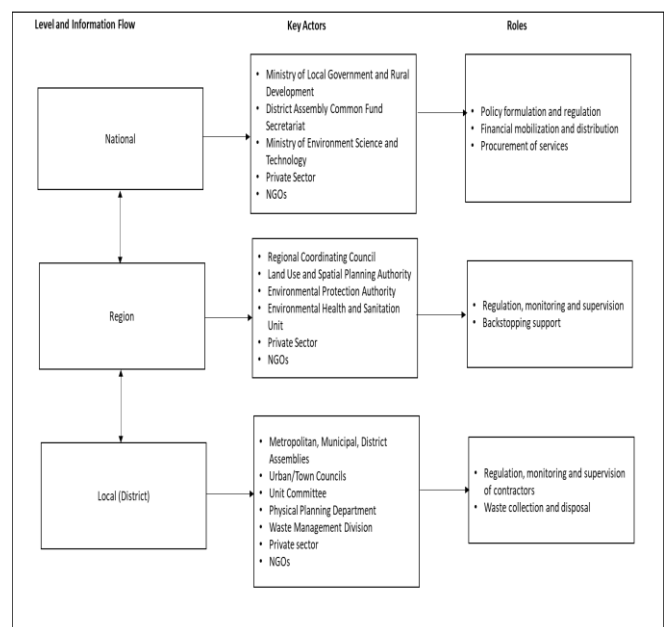 Level and Information Flow
Key Actors
Roles
National
• Ministry of Local Government and Rural
Development
• District Assembly Common Fund
Secretariat
• Ministry of Environment Science and
Technology
• Private Sector
• NGOs
• Policy formulation and regulation
• Financial mobilization and distribution
• Procurement of services
Region
• Regional Coordinating Council
• Land Use and Spatial Planning Authority
• Environmental Protection Authority
• Environmental Health and Sanitation
Unit
• Private Sector
• NGOs
• Regulation, monitoring and supervision
• Backstopping support
Local (District)
• Metropolitan, Municipal, District
Assemblies
• Urban/Town Councils
• Unit Committee
• Physical Planning Department
• Waste Management Division
• Private sector
• NGOs
• Regulation, monitoring and supervision
of contractors
• Waste collection and disposal